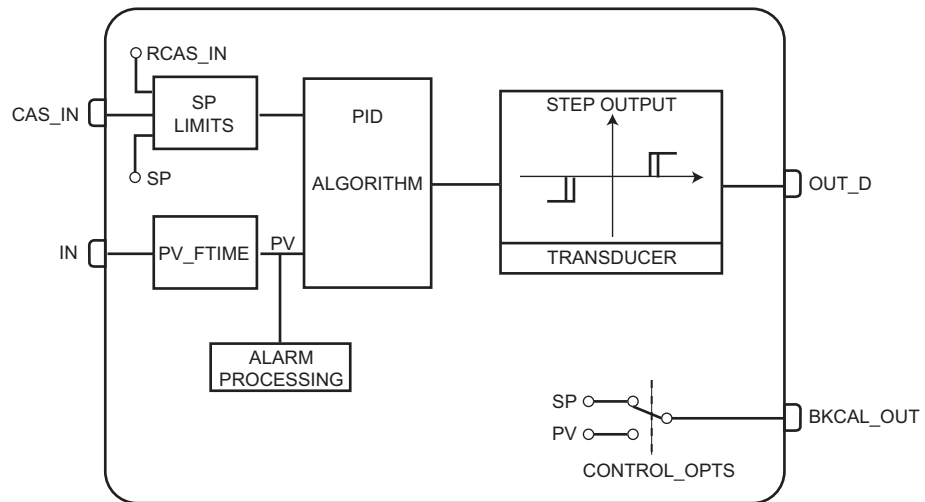 RCAS_IN
CAS_IN
SP
LIMITS
SP
PID
ALGORITHM
STEP OUTPUT
TRANSDUCER
OUT_D
IN
PV_FTIME
PV
ALARM
PROCESSING
SP
PV
CONTROL_OPTS
BKCAL_OUT